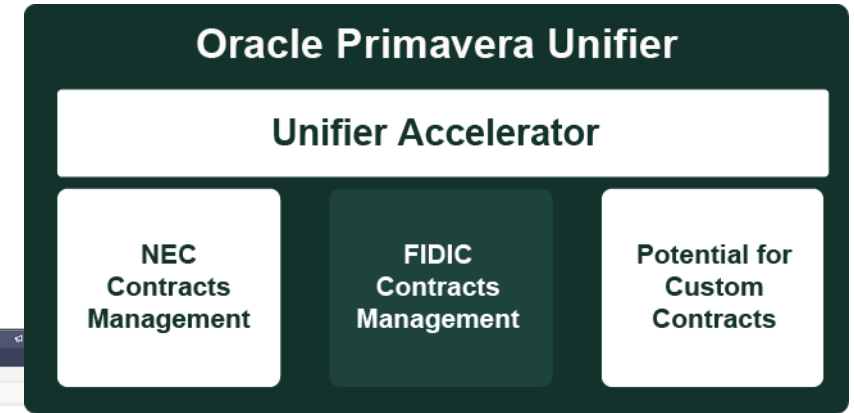 Oracle Primavera Unifier
Unifier Accelerator
NEC
Contracts
Management
FIDIC
Contracts
Management
Potential for
Custom
Contracts